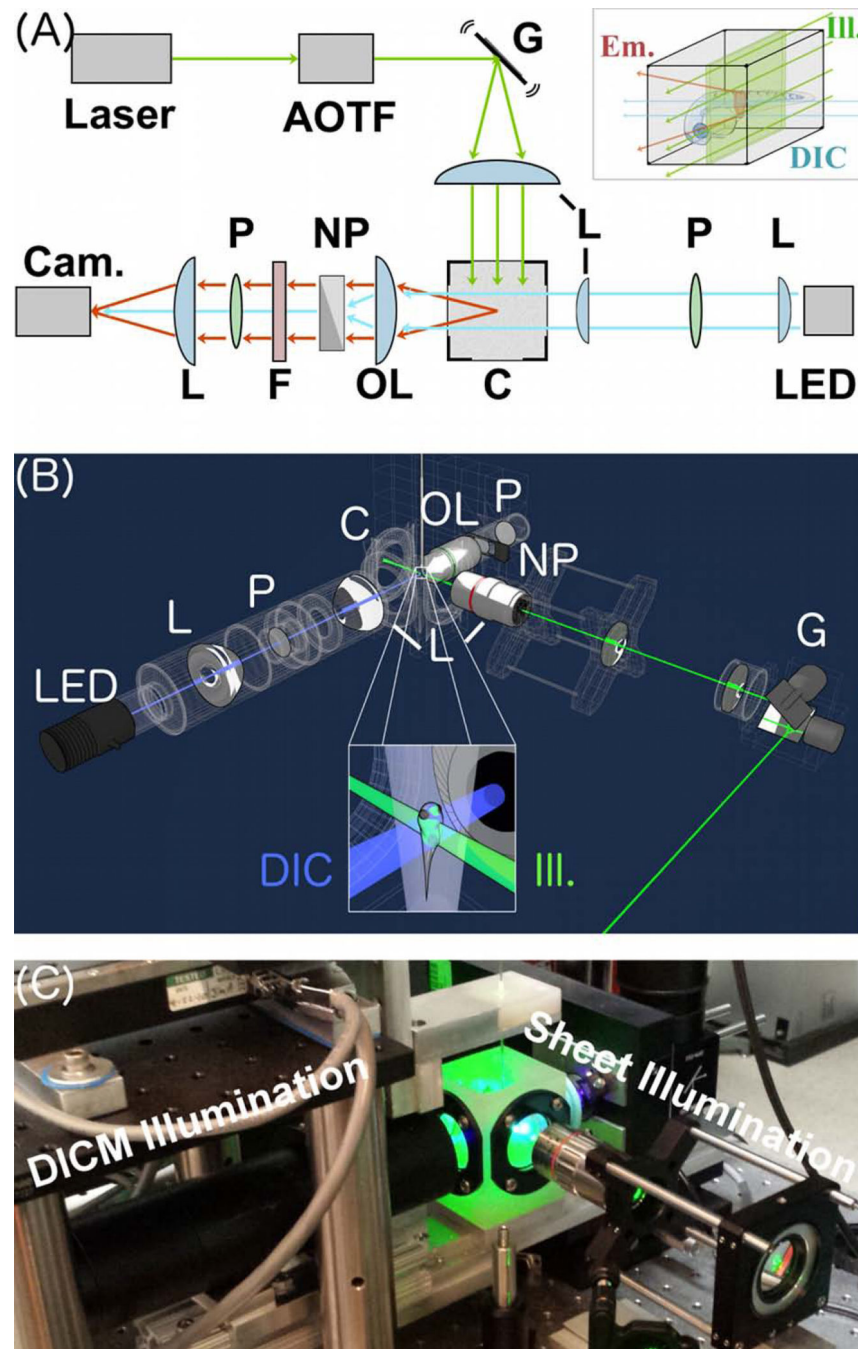 (A)
G
Laser
AOTF
Em.
Ill.
DIC
L
P
NP
P
L
Cam.
L
F
OL
C
LED
(B)
C
OL
P
NP
P
L
L
G
LED
DIC
Ill.
(C)
DICM Illumination
Sheet Illumination